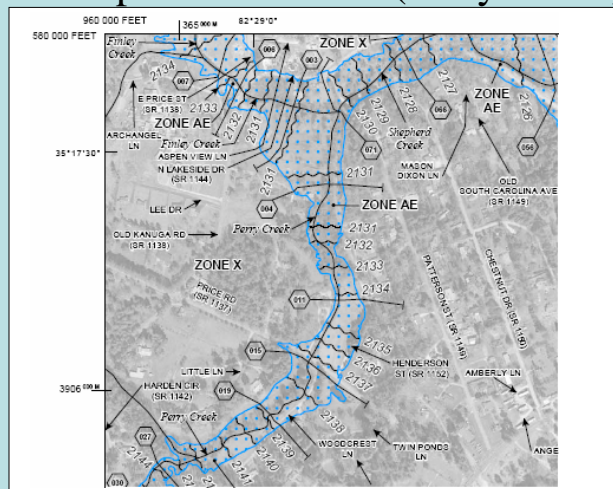 960 000 FEET
365 000 M
82°29'0"
580 000 FEET
Finley
Creek
006
ZONE X
003
2134
007
E PRICE ST
(SR 1138)
2133
ZONE AE
2132
2131
ARCHANGEL
LN
Finley Creek
ASPEN VIEW LN
N LAKESIDE DR
(SR 1144)
2131
2130
2129
2128
2127
066
ZONE
AE
2126
056
Shepherd
Creek
071
MASON
DIXON LN
OLD
SOUTH CAROLINA AVE
(SR 1149)
35°17'30"
2131
004
LEE DR
ZONE AE
Perry Creek
OLD KANUGA RD
(SR 1138)
2131
2132
ZONE X
2133
PRICE RD
(SR 1137)
011
2134
PATTERSON ST (SR 1149)
CHESTNUT DR (SR 1150)
2135
015
2136
HENDERSON
ST (SR 1152)
LITTLE LN
2137
AMBERLY LN
3906 000 M
HARDEN CIR
(SR 1142)
019
Perry Creek
2138
TWIN PONDS
LN
WOODCREST
LN
ANGE
027
2139
2140
2141
2144
030